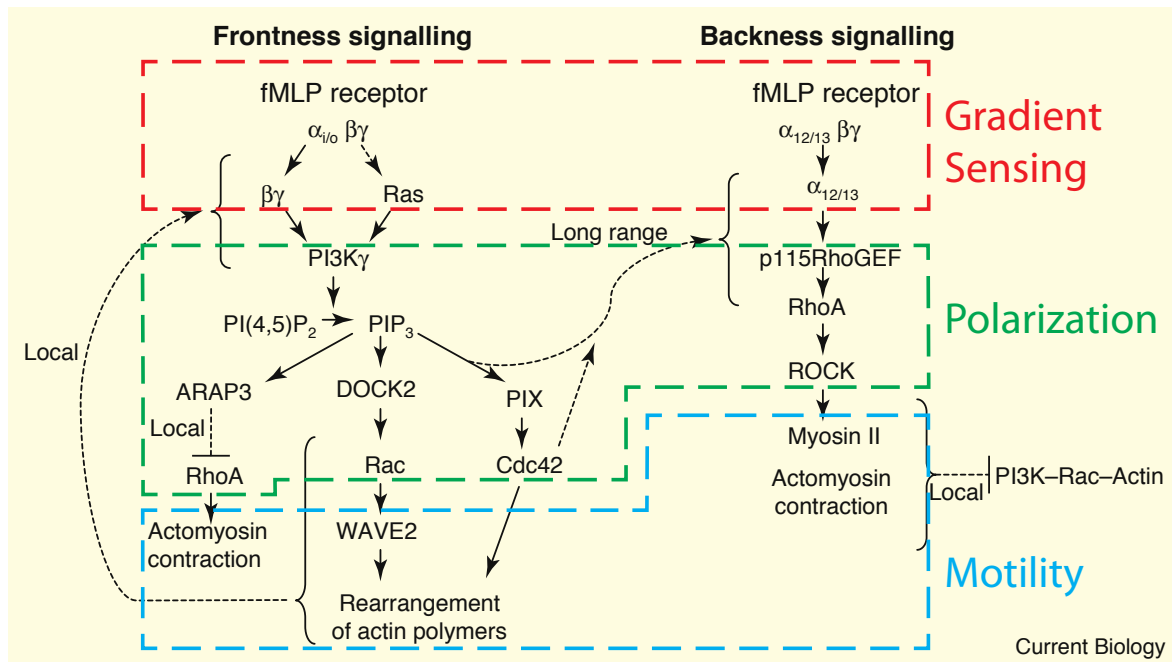 Frontness signalling
Backness signalling
fMLP receptor
fMLP receptor
Gradient
Sensing
αi/o βγ
α12/13 βγ
βγ
Ras
α12/13
Long range
PI3Kγ
p115RhoGEF
PI(4,5)P2
PIP3
RhoA
Polarization
Local
ARAP3
DOCK2
PIX
ROCK
Local
Myosin II
RhoA
Rac
Cdc42
Actomyosin
contraction
Local
PI3K–Rac–Actin
Actomyosin
contraction
WAVE2
Motility
Rearrangement
of actin polymers
Current Biology